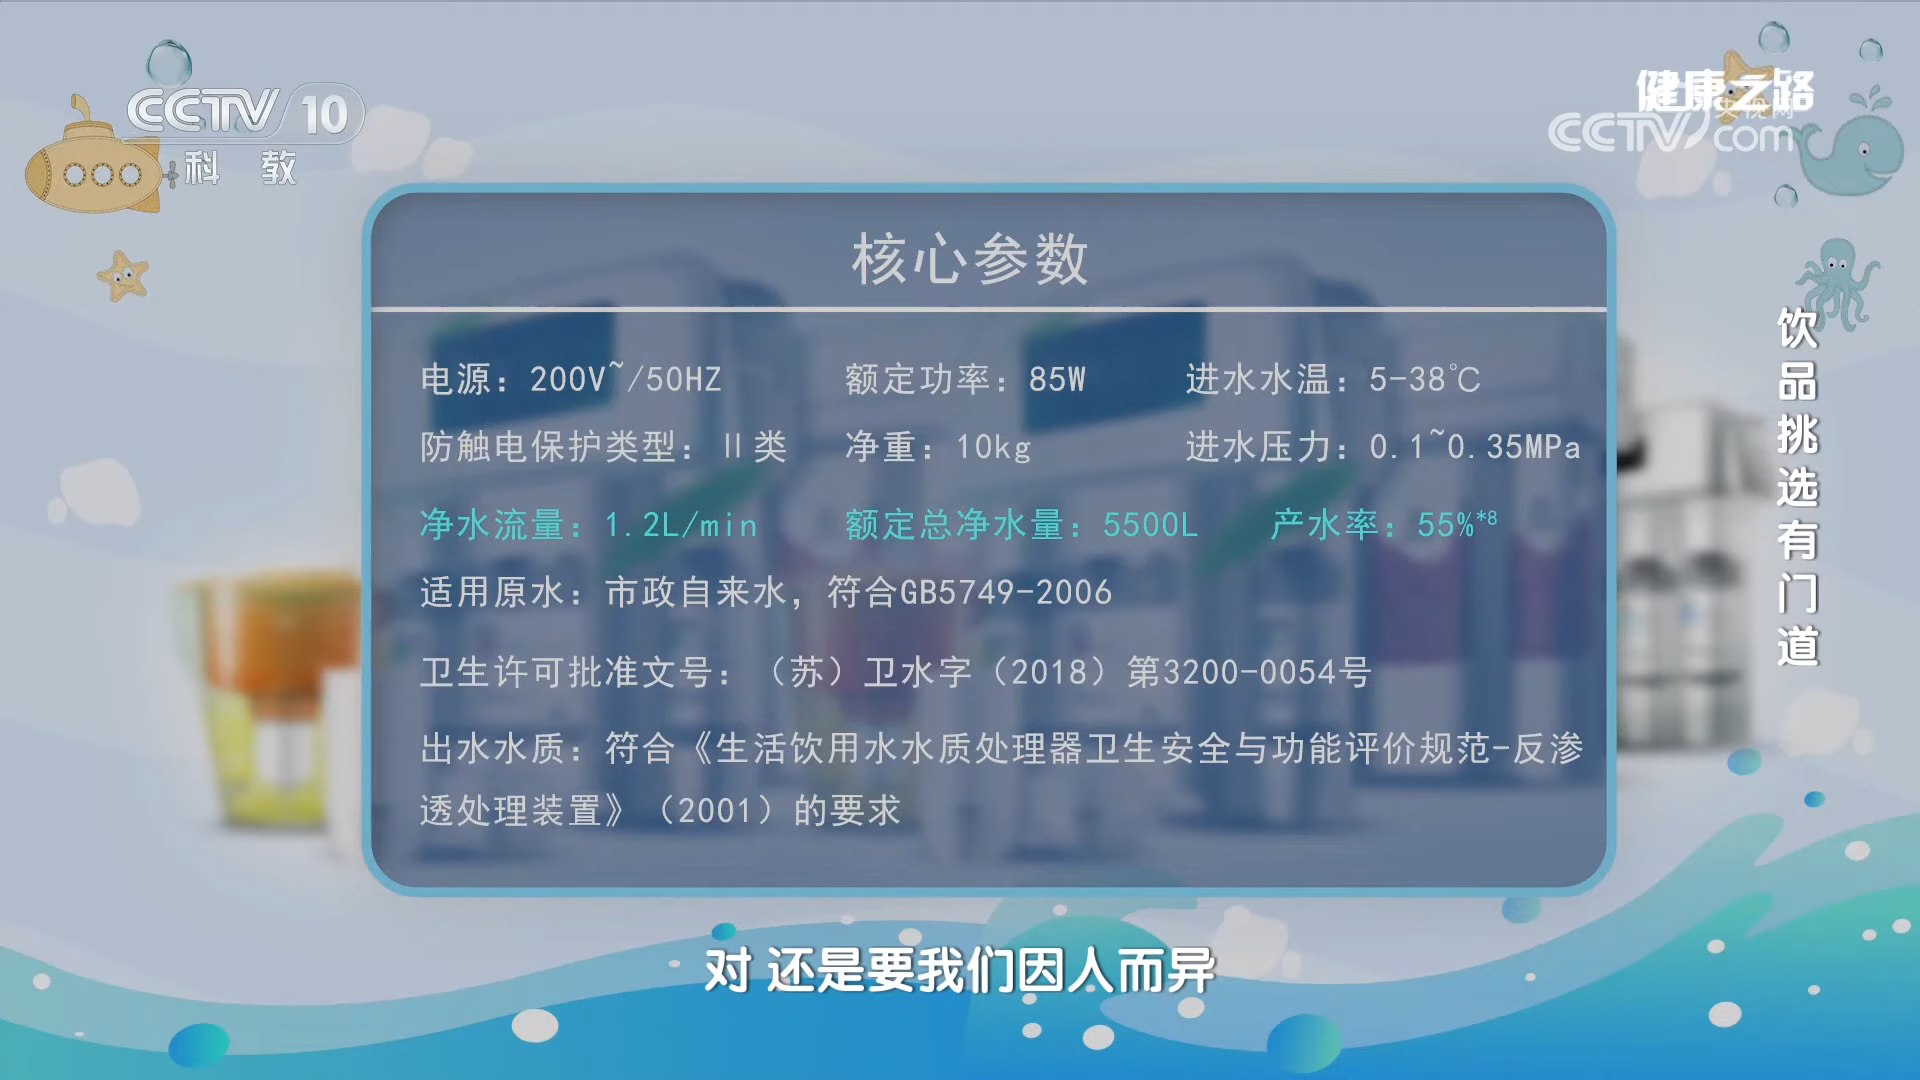 CCTV 10
科 教
健康之路
央视网
CCTV.com
核心参数
电源：200V~/50HZ 额定功率：85W 进水水温：5-38℃
防触电保护类型：Ⅱ类 净重：10kg 进水压力：0.1~0.35MPa
净水流量：1.2L/min 额定总净水量：5500L 产水率：55%*8
适用原水：市政自来水，符合GB5749-2006
卫生许可批准文号：（苏）卫水字（2018）第3200-0054号
出水水质：符合《生活饮用水水质处理器卫生安全与功能评价规范-反渗
透处理装置》（2001）的要求
饮品挑选有门道
对 还是要我们因人而异